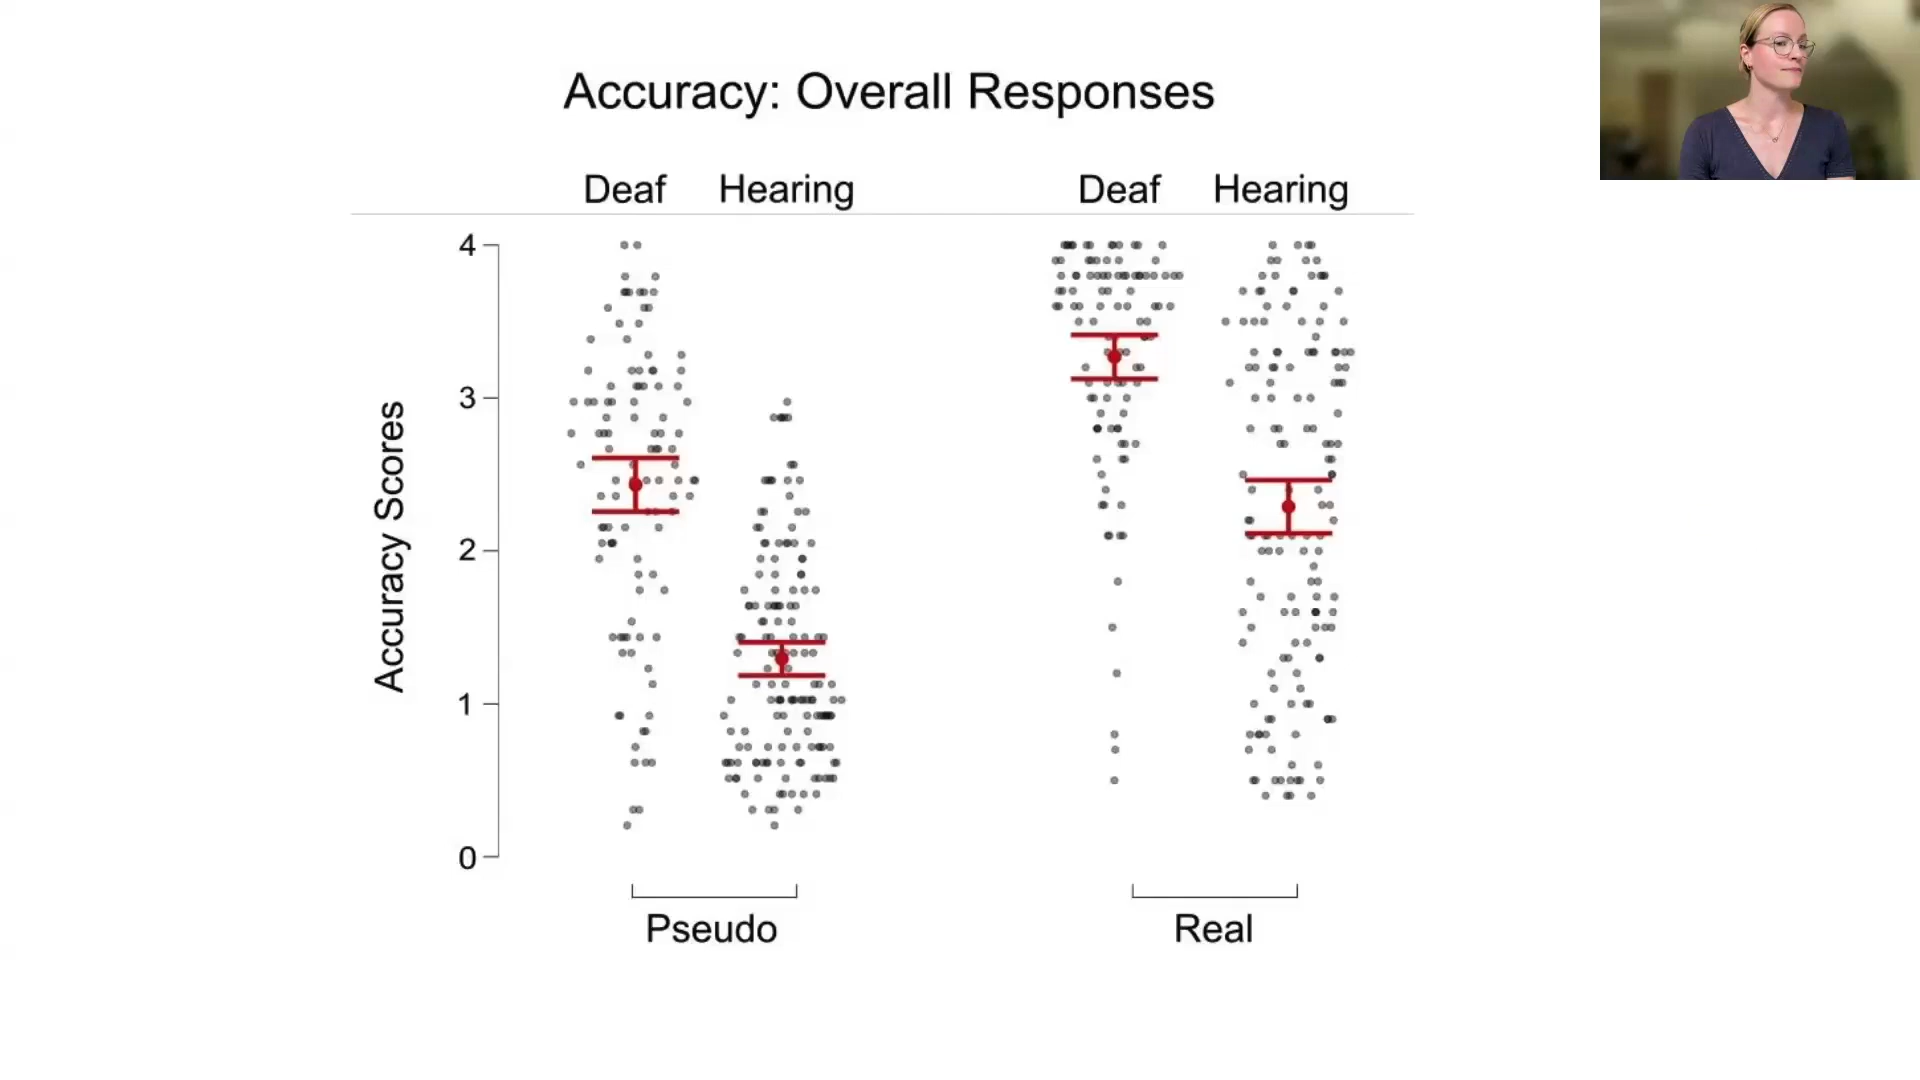 Accuracy: Overall Responses
Deaf Hearing Deaf Hearing
Accuracy Scores
4
3
2
1
0
Pseudo Real